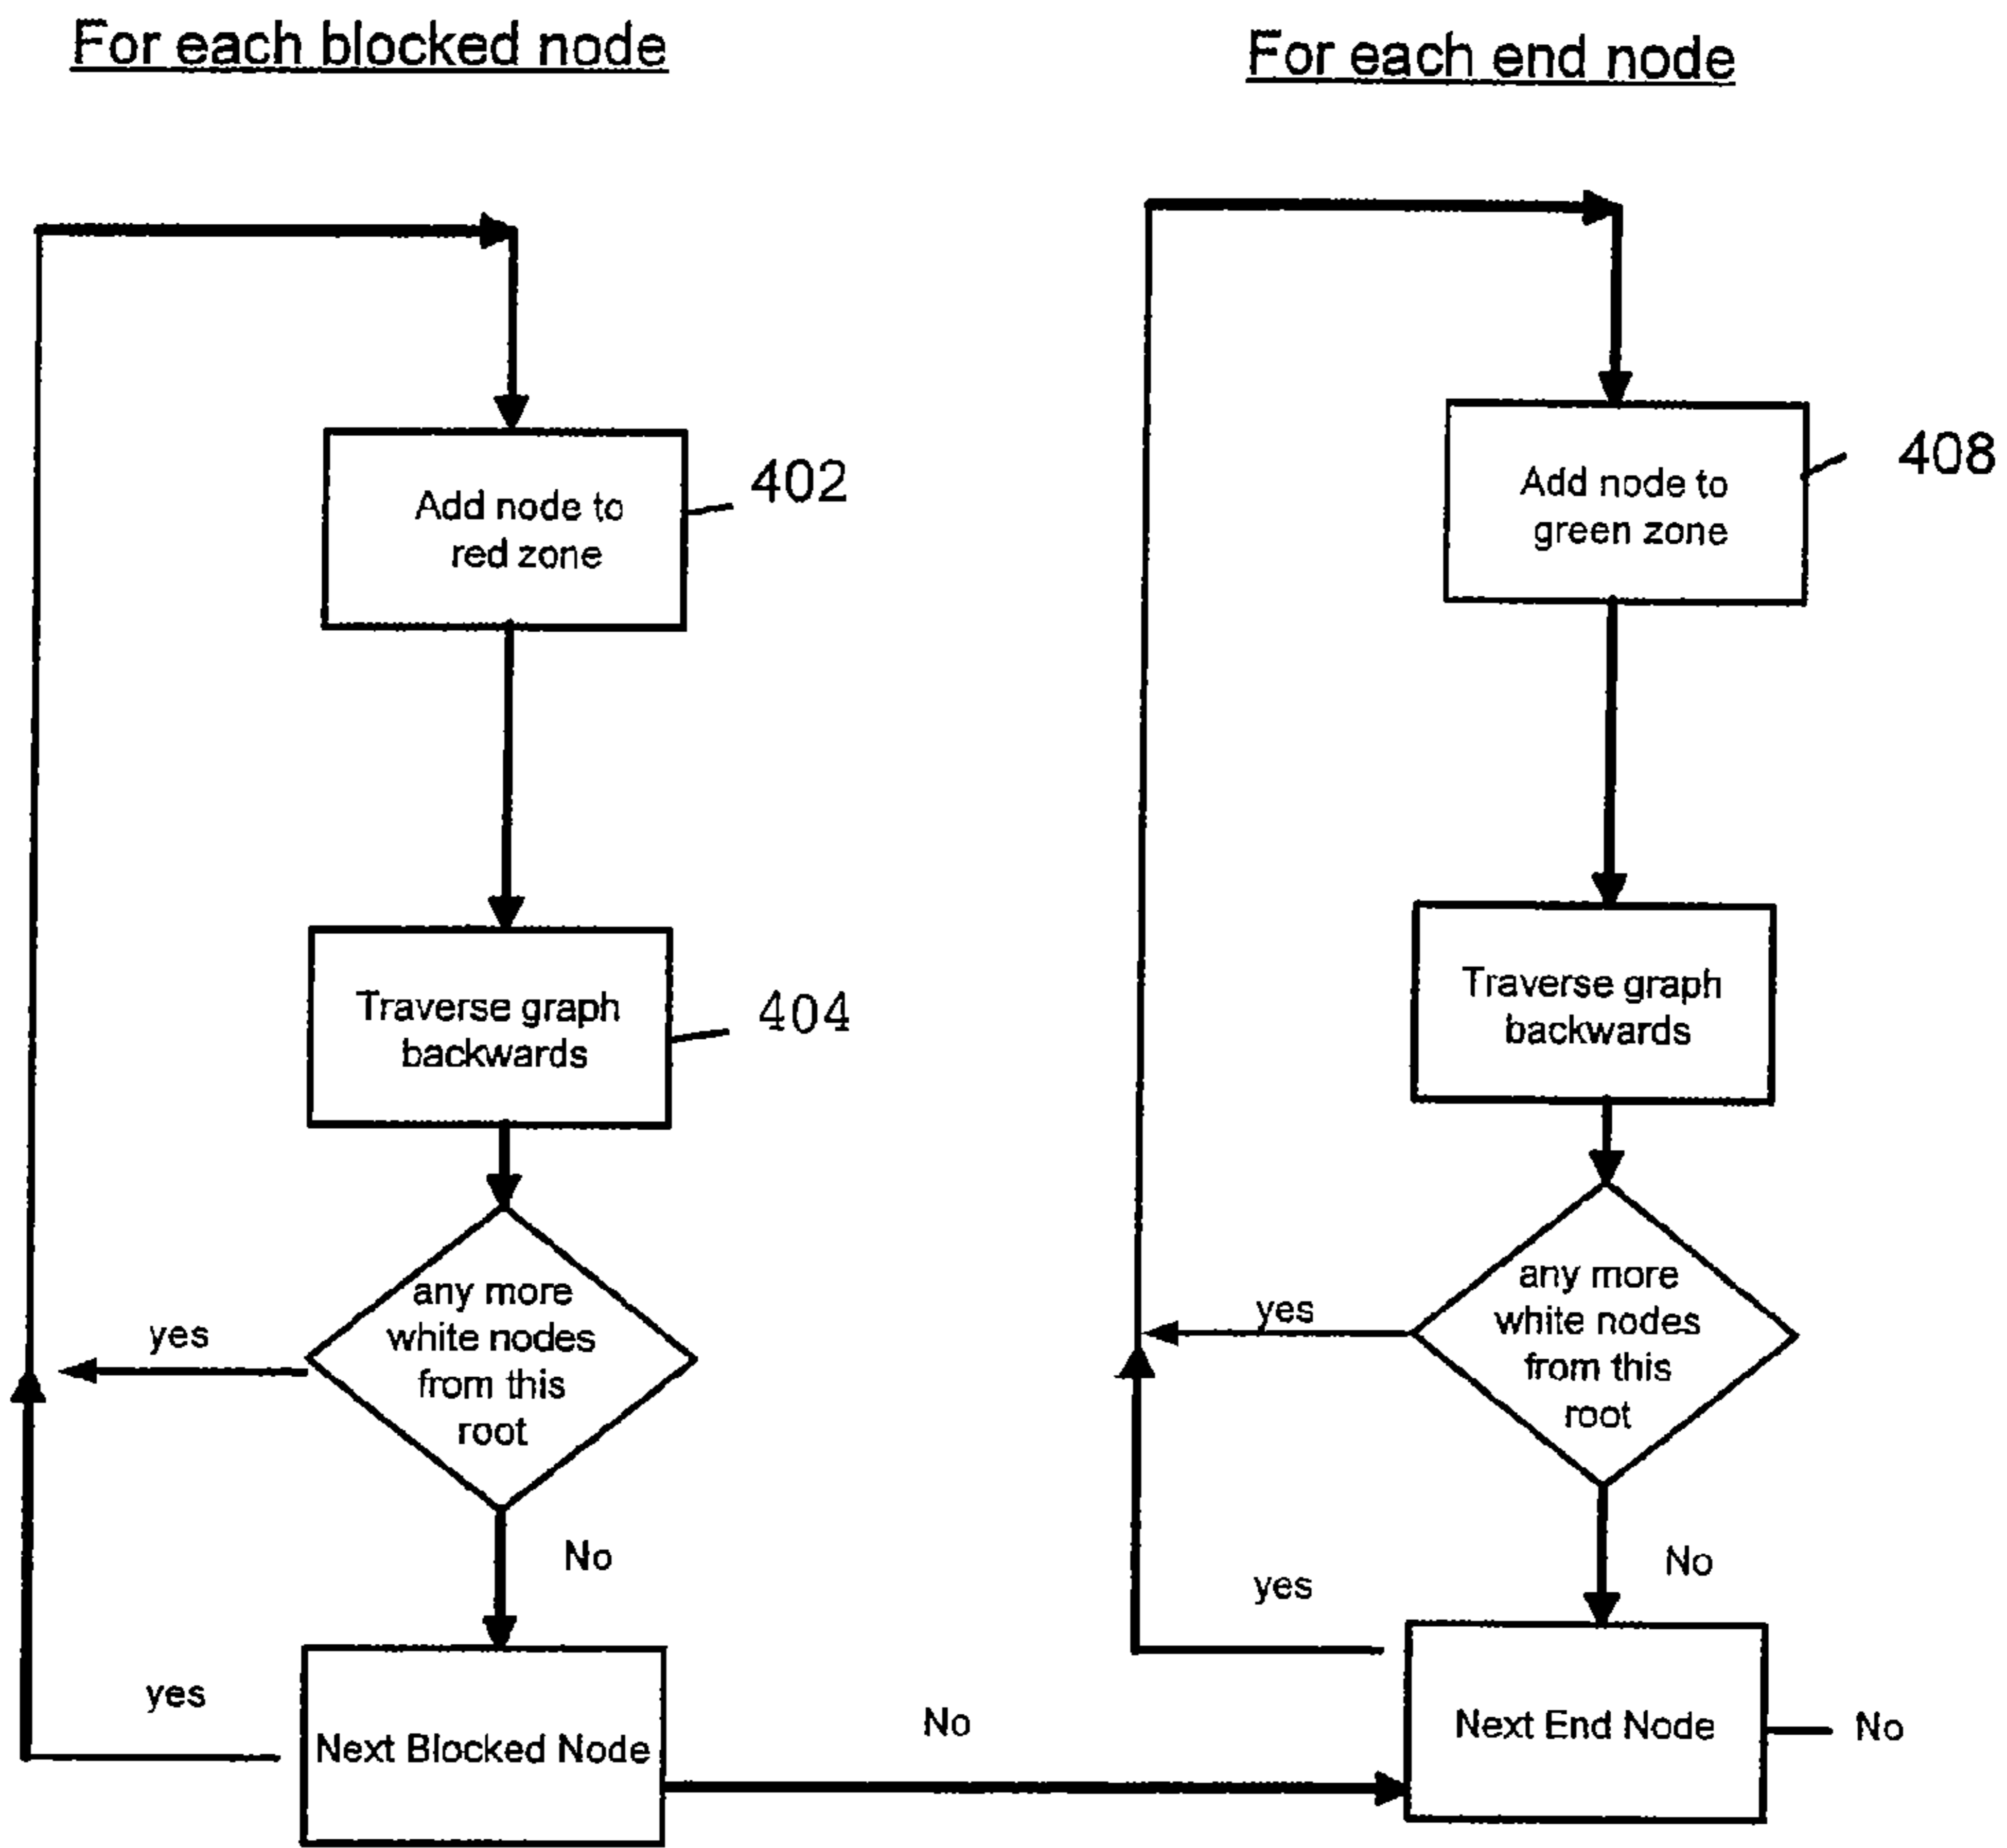 For each blocked node
Add node to
red zone
402
Traverse graph
backwards
404
any more
white nodes
from this
root
yes
No
yes
Next Blocked Node
No
For each end node
Add node to
green zone
408
Traverse graph
backwards
any more
white nodes
from this
root
yes
No
yes
Next End Node
No